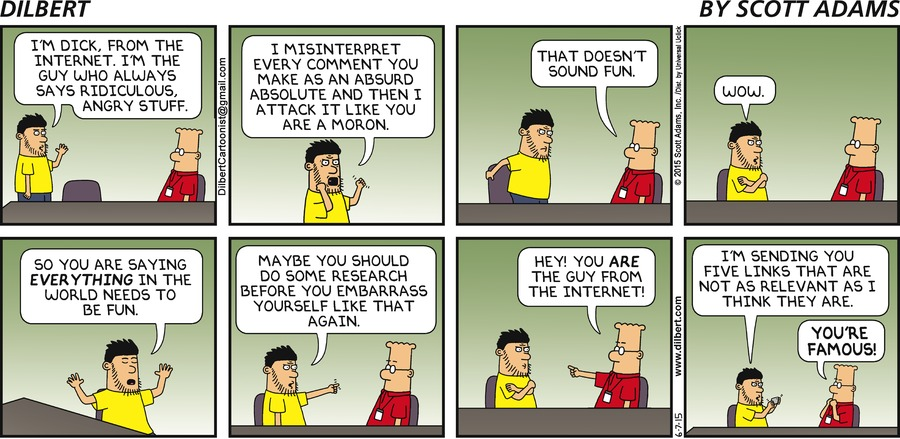 DILBERT
BY SCOTT ADAMS
I'M DICK, FROM THE
INTERNET. I'M THE
GUY WHO ALWAYS
SAYS RIDICULOUS,
ANGRY STUFF.
DilbertCartoonist@gmail.com
I MISINTERPRET
EVERY COMMENT YOU
MAKE AS AN ABSURD
ABSOLUTE AND THEN I
ATTACK IT LIKE YOU
ARE A MORON.
THAT DOESN'T
SOUND FUN.
© 2015 Scott Adams, Inc. /Dist. by Universal Uclick
WOW.
SO YOU ARE SAYING
EVERYTHING IN THE
WORLD NEEDS TO
BE FUN.
MAYBE YOU SHOULD
DO SOME RESEARCH
BEFORE YOU EMBARRASS
YOURSELF LIKE THAT
AGAIN.
HEY! YOU ARE
THE GUY FROM
THE INTERNET!
www.dilbert.com
6-7-15
I'M SENDING YOU
FIVE LINKS THAT ARE
NOT AS RELEVANT AS I
THINK THEY ARE.
YOU'RE
FAMOUS!